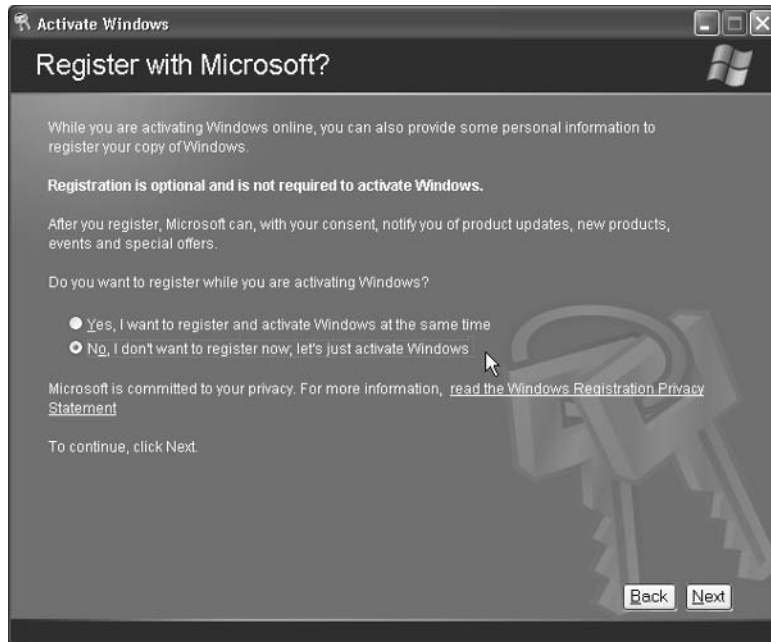 Activate Windows
Register with Microsoft?
While you are activating Windows online, you can also provide some personal information to
register your copy of Windows.
Registration is optional and is not required to activate Windows.
After you register, Microsoft can, with your consent, notify you of product updates, new products,
events and special offers.
Do you want to register while you are activating Windows?
Yes, I want to register and activate Windows at the same time
No, I don't want to register now; let's just activate Windows
Microsoft is committed to your privacy. For more information, read the Windows Registration Privacy
Statement
To continue, click Next.
Back Next